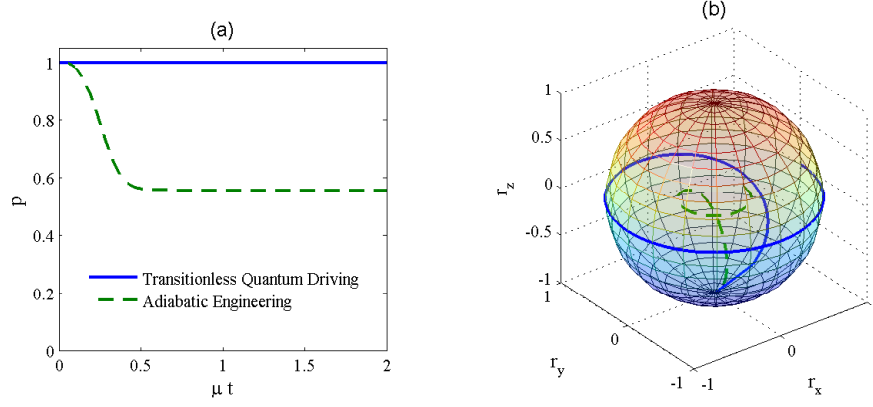 (a)
1
0.8
0.6
0.4
0.2
0
p
Transitionless Quantum Driving
Adiabatic Engineering
0 0.5 1 1.5 2
μ t
(b)
1
0.5
0
-0.5
-1
r_z
1
0
-1
r_y
-1
0
r_x